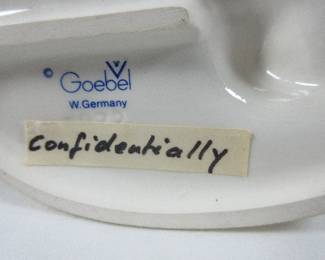 © Goebel
W. Germany
Confidentially